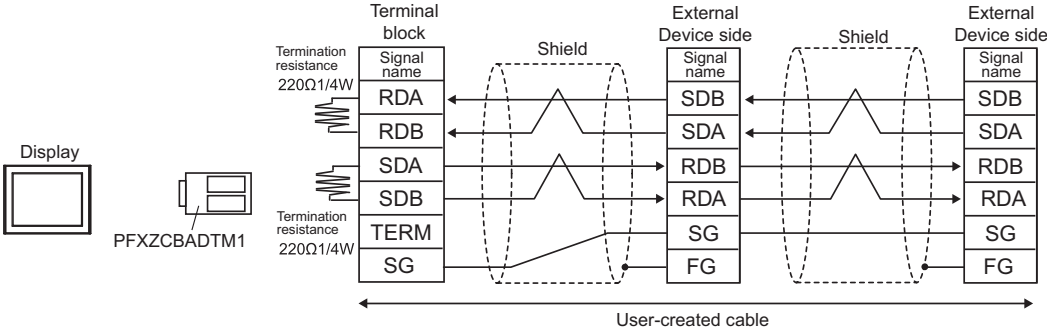 Terminal
block
External
Device side
External
Device side
Termination
resistance
220Ω1/4W
Signal
name
Shield
Signal
name
Shield
Signal
name
RDA
SDB
SDB
RDB
SDA
SDA
Display
SDA
RDB
RDB
SDB
RDA
RDA
PFXZCBADTM1
Termination
resistance
220Ω1/4W
TERM
SG
SG
SG
FG
FG
User-created cable